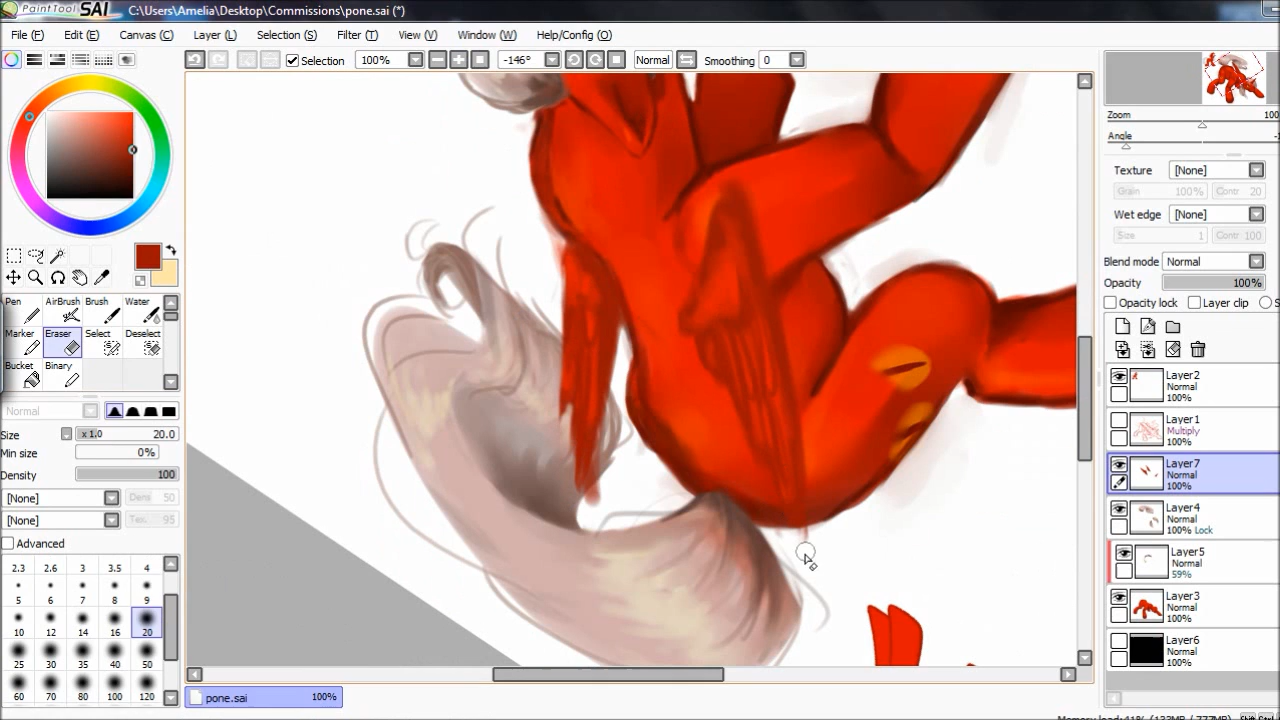 PaintTool SAI C:\Users\Amelia\Desktop\Commissions\pone.sai (*)
File (F) Edit (E) Canvas (C) Layer (L) Selection (S) Filter (T) View (V) Window (W) Help/Config (O)
Selection 100% -146° Normal Smoothing 0
Zoom 100
Angle
Texture [None]
Grain 100% Contr 20
Wet edge [None]
Size 1 Contr 100
Blend mode Normal
Opacity 100%
Opacity lock Layer clip
Pen AirBrush Brush Water
Marker Eraser Select Deselect
Bucket Binary
Normal
Size x 1.0 20.0
Min size 0%
Density 100
[None] 50
[None] 95
Advanced
2.3 2.6 3 3.5 4
5 6 7 8 9
10 12 14 16 20
25 30 35 40 50
60 70 80 100 120
Layer2
Normal
100%
Layer1
Multiply
100%
Layer7
Normal
100%
Layer4
Normal
100% Lock
Layer5
Normal
59%
Layer3
Normal
100%
Layer6
Normal
100%
pone.sai 100%